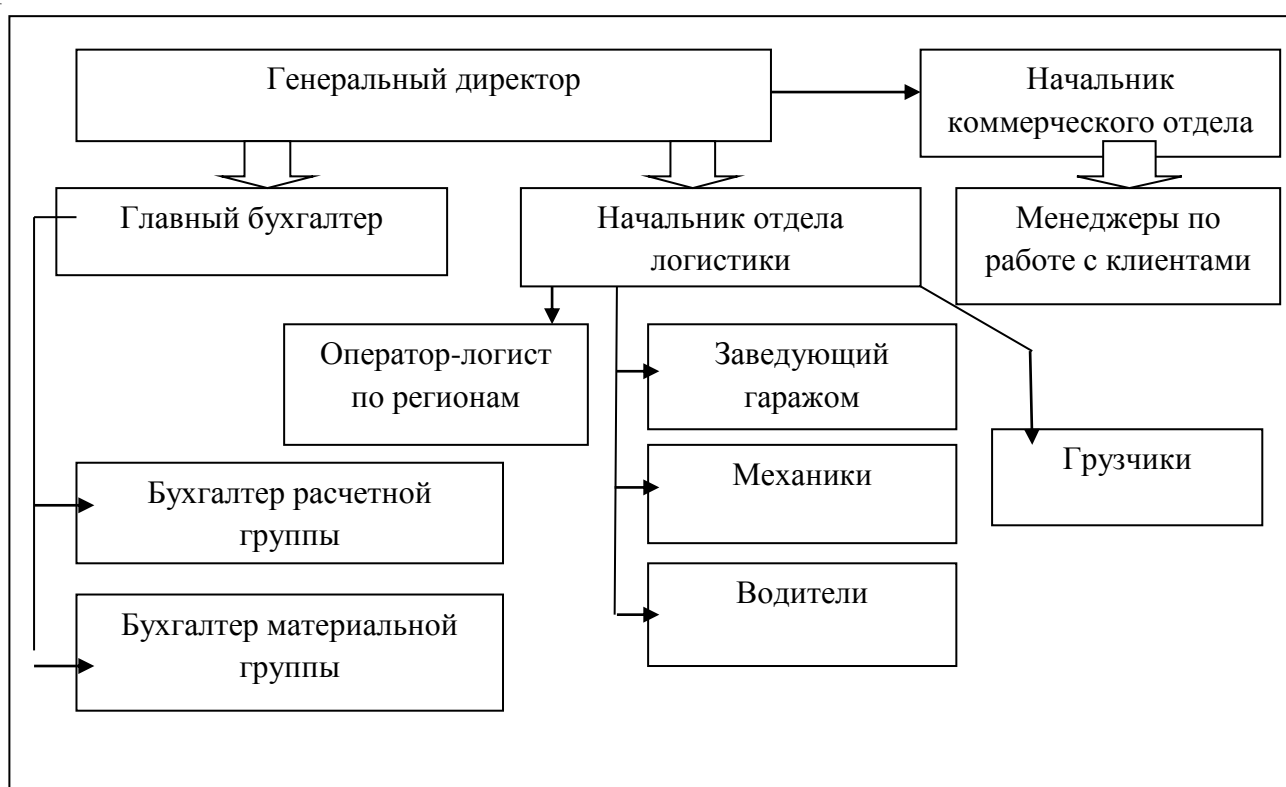 Генеральный директор
Начальник
коммерческого отдела
Главный бухгалтер
Начальник отдела
логистики
Менеджеры по
работе с клиентами
Оператор-логист
по регионам
Заведующий
гаражом
Грузчики
Механики
Бухгалтер расчетной
группы
Водители
Бухгалтер материальной
группы